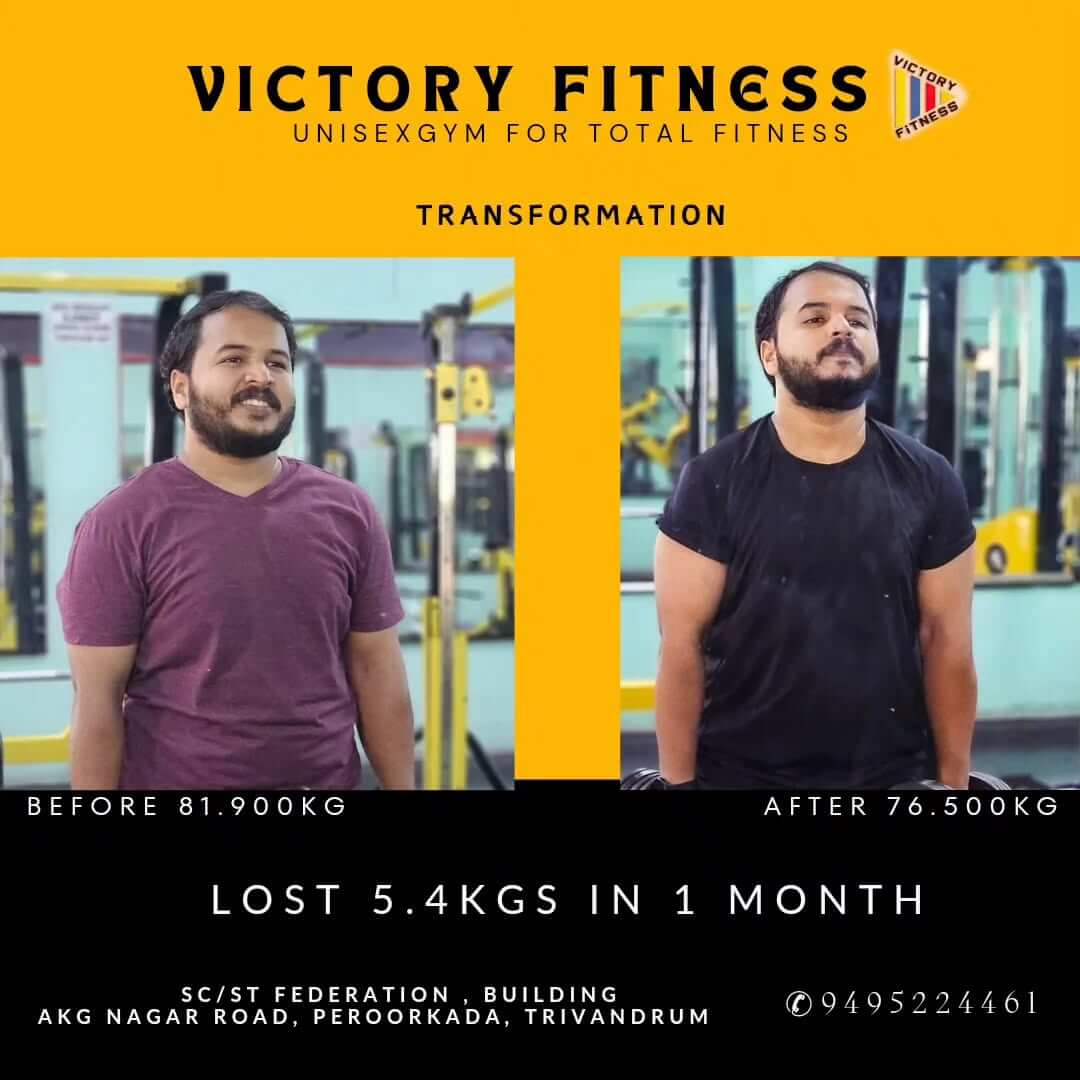 VICTORY FITNESS
VICTORY
FITNESS
UNISEXGYM FOR TOTAL FITNESS
TRANSFORMATION
BEFORE 81.900KG
AFTER 76.500KG
LOST 5.4KGS IN 1 MONTH
SC/ST FEDERATION , BUILDING
AKG NAGAR ROAD, PEROORKADA, TRIVANDRUM
✆9495224461